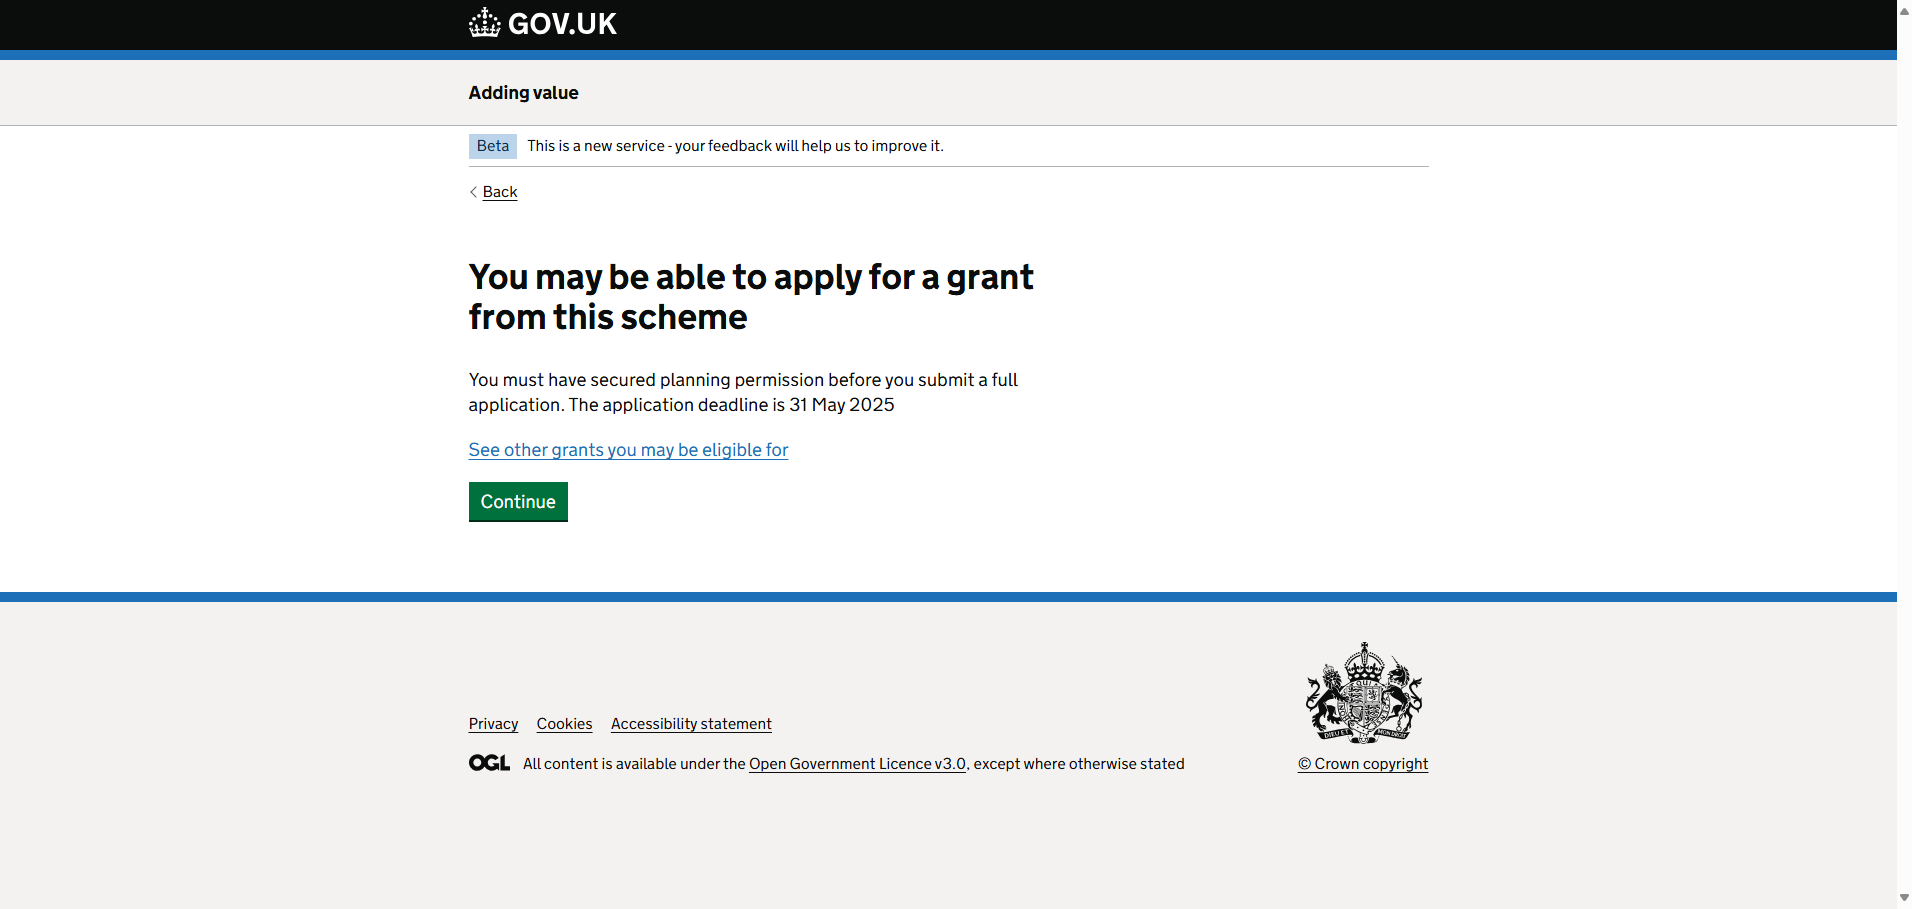 GOV.UK
Adding value
Beta This is a new service - your feedback will help us to improve it.
Back
You may be able to apply for a grant
from this scheme
You must have secured planning permission before you submit a full
application. The application deadline is 31 May 2025
See other grants you may be eligible for
Continue
Privacy Cookies Accessibility statement
OGL All content is available under the Open Government Licence v3.0, except where otherwise stated
DIEU ET MON DROIT
© Crown copyright